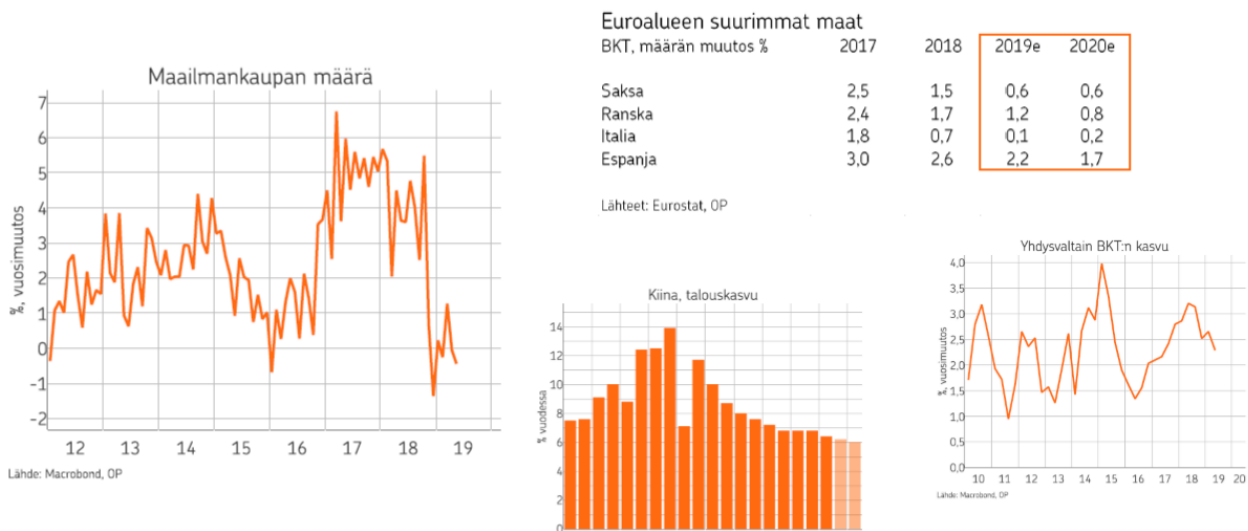 Maailmankaupan määrä
%, vuosimuutos
7
6
5
4
3
2
1
0
-1
-2
12 13 14 15 16 17 18 19
Lähde: Macrobond, OP
Euroalueen suurimmat maat
BKT, määrän muutos % 2017 2018 2019e 2020e
Saksa 2,5 1,5 0,6 0,6
Ranska 2,4 1,7 1,2 0,8
Italia 1,8 0,7 0,1 0,2
Espanja 3,0 2,6 2,2 1,7
Lähteet: Eurostat, OP
Kiina, talouskasvu
% vuodessa
14
12
10
8
6
4
2
0
Yhdysvaltain BKT:n kasvu
%, vuosimuutos
4,0
3,5
3,0
2,5
2,0
1,5
1,0
0,5
0,0
10 11 12 13 14 15 16 17 18 19 20
Lähde: Macrobond, OP